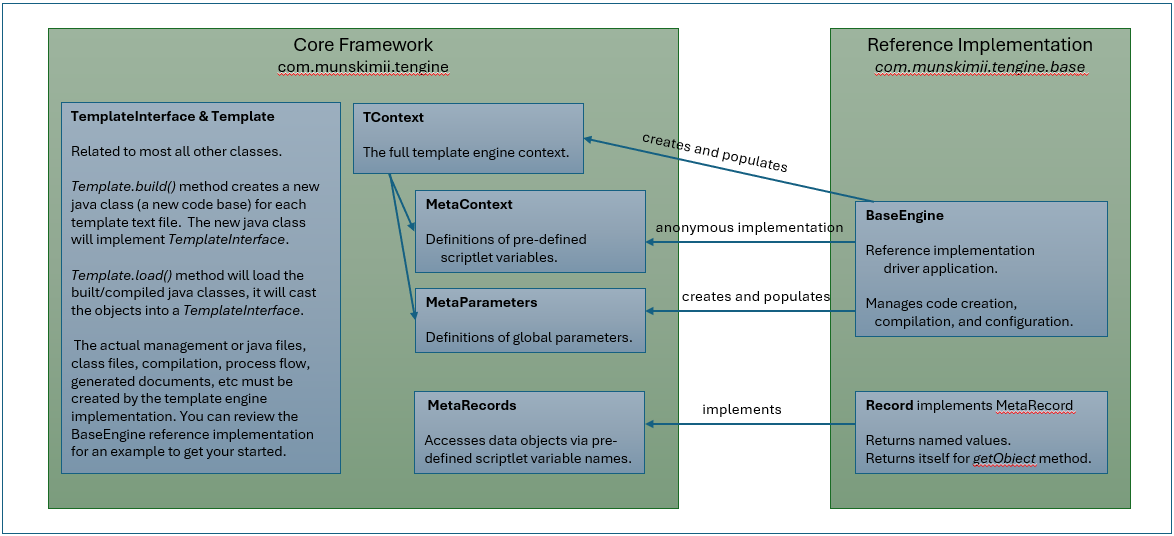 Core Framework
com.munskimii.tengine
TemplateInterface & Template
Related to most all other classes.
Template.build() method creates a new
java class (a new code base) for each
template text file. The new java class
will implement TemplateInterface.
Template.load() method will load the
built/compiled java classes, it will cast
the objects into a TemplateInterface.
The actual management or java files,
class files, compilation, process flow,
generated documents, etc must be
created by the template engine
implementation. You can review the
BaseEngine reference implementation
for an example to get your started.
TContext
The full template engine context.
MetaContext
Definitions of pre-defined
scriptlet variables.
MetaParameters
Definitions of global parameters.
MetaRecords
Accesses data objects via pre-
defined scriptlet variable names.
creates and populates
anonymous implementation
creates and populates
implements
Reference Implementation
com.munskimii.tengine.base
BaseEngine
Reference implementation
driver application.
Manages code creation,
compilation, and configuration.
Record implements MetaRecord
Returns named values.
Returns itself for getObject method.